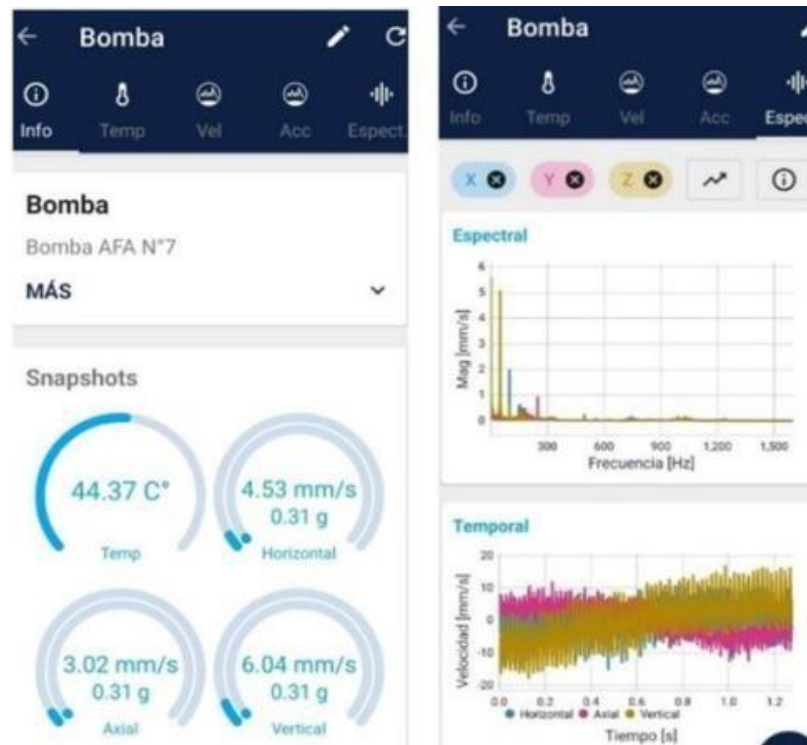 Bomba
Info Temp Vel Acc Espect.
Bomba
Bomba AFA N°7
MÁS
Snapshots
44.37 C°
Temp
4.53 mm/s
0.31 g
Horizontal
3.02 mm/s
0.31 g
Axial
6.04 mm/s
0.31 g
Vertical
Bomba
Info Temp Vel Acc Espec
X Y Z
Espectral
Mag [mm/s]
6
5
4
3
2
1
0
300 600 900 1,200 1,500
Frecuencia [Hz]
Temporal
Velocidad [mm/s]
20
10
0
-10
-20
0.0 0.2 0.4 0.6 0.8 1.0 1.2
Horizontal Axial Vertical
Tiempo [s]